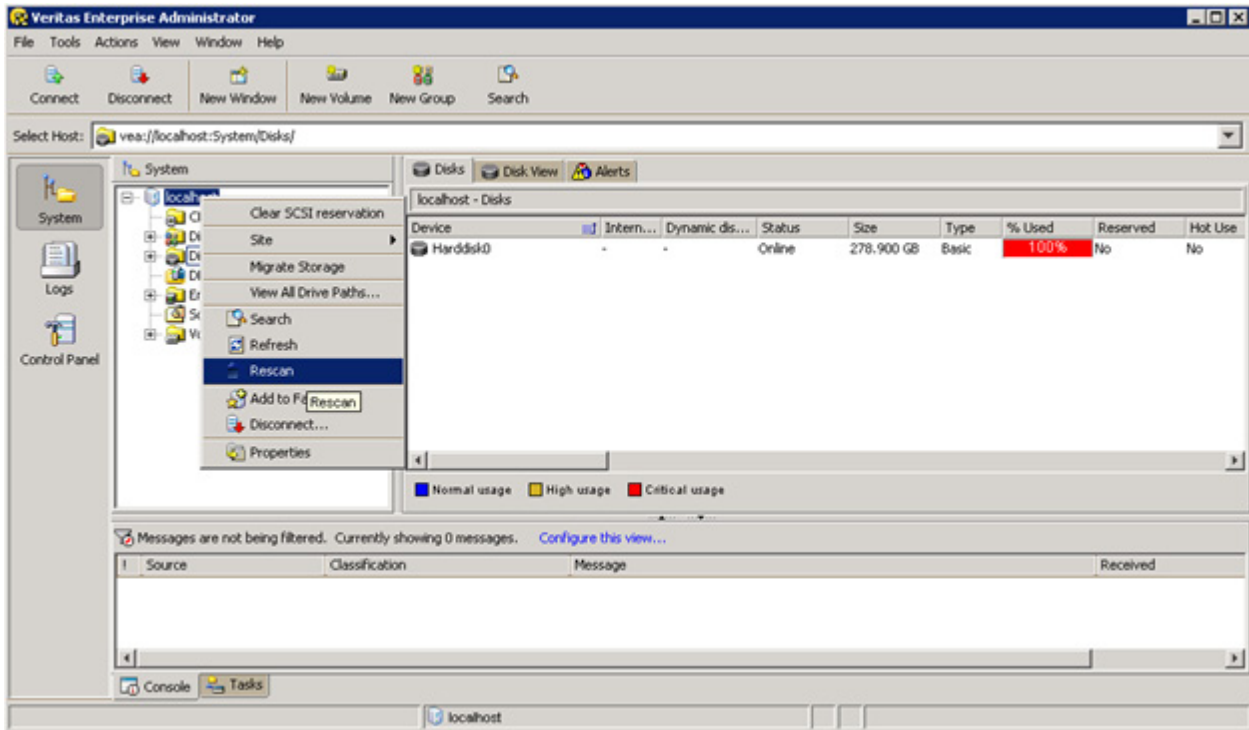 Veritas Enterprise Administrator
File Tools Actions View Window Help
Connect Disconnect New Window New Volume New Group Search
Select Host: vea://localhost:System/Disks/
System
Logs
Control Panel
System
localhost
Clear SCSI reservation
Site
Migrate Storage
View All Drive Paths...
Search
Refresh
Rescan
Add to Fa
Rescan
Disconnect...
Properties
Disks Disk View Alerts
localhost - Disks
Device Intern... Dynamic dis... Status Size Type % Used Reserved Hot Use
Harddisk0 - - Online 278.900 GB Basic 100% No No
Normal usage High usage Critical usage
Messages are not being filtered. Currently showing 0 messages. Configure this view...
! Source Classification Message Received
Console Tasks
localhost